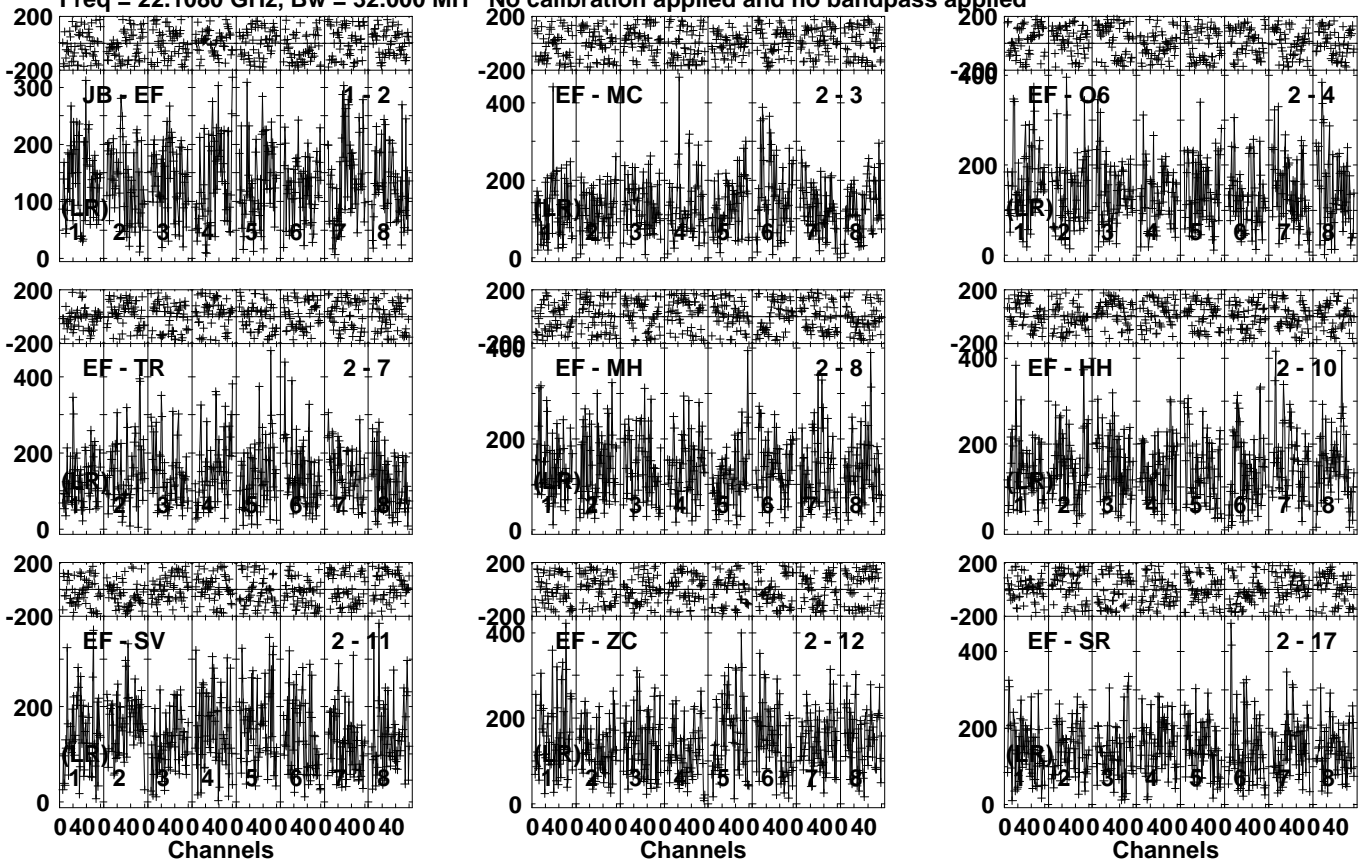 Freq = 22.1080 GHz, Bw = 32.000 MH No calibration applied and no bandpass applied
200
-200
JB - EF 1 - 2
300
200
100
0
(LR)
1 2 3 4 5 6 7 8
200
-200
EF - MC 2 - 3
400
200
0
(LR)
1 2 3 4 5 6 7 8
200
-200
EF - O6 2 - 4
400
200
0
(LR)
1 2 3 4 5 6 7 8
200
-200
EF - TR 2 - 7
400
200
0
(LR)
1 2 3 4 5 6 7 8
200
-200
EF - MH 2 - 8
400
200
0
(LR)
1 2 3 4 5 6 7 8
200
-200
EF - HH 2 - 10
400
200
0
(LR)
1 2 3 4 5 6 7 8
200
-200
EF - SV 2 - 11
200
0
(LR)
1 2 3 4 5 6 7 8
0 40 0 40 0 40 0 40 0 40 0 40 0 40 0 40
Channels
200
-200
EF - ZC 2 - 12
400
200
0
(LR)
1 2 3 4 5 6 7 8
0 40 0 40 0 40 0 40 0 40 0 40 0 40 0 40
Channels
200
-200
EF - SR 2 - 17
400
200
0
(LR)
1 2 3 4 5 6 7 8
0 40 0 40 0 40 0 40 0 40 0 40 0 40 0 40
Channels